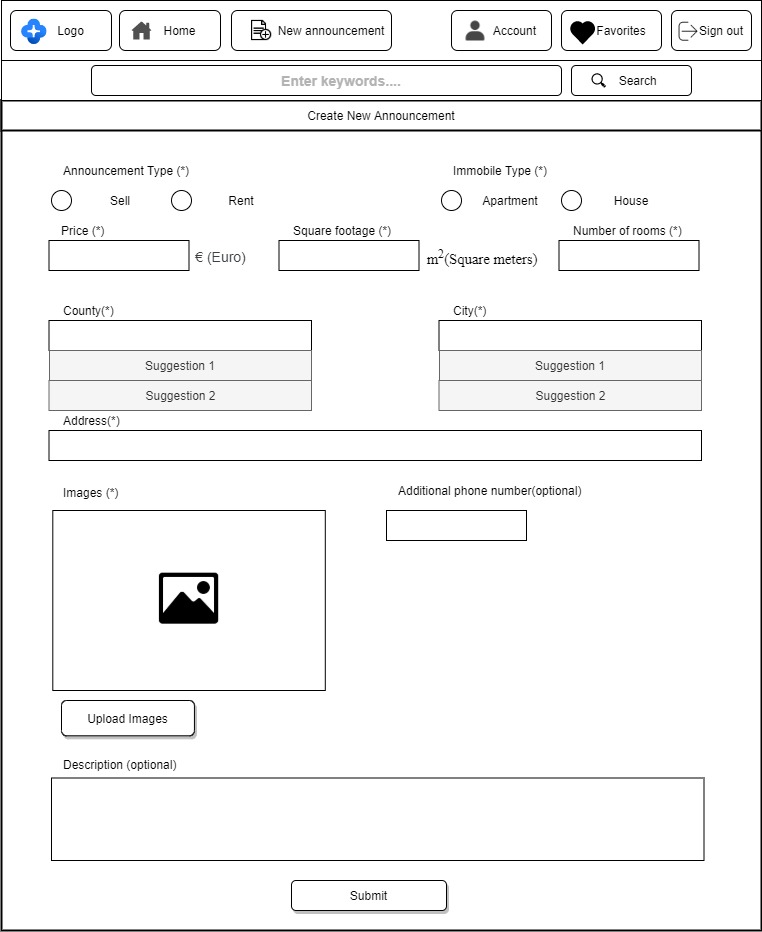 Logo
Home
New announcement
Account
Favorites
Sign out
Enter keywords....
Search
Create New Announcement
Announcement Type (*)
Immobile Type (*)
Sell
Rent
Apartment
House
Price (*)
Square footage (*)
Number of rooms (*)
€ (Euro)
m²(Square meters)
County(*)
City(*)
Suggestion 1
Suggestion 1
Suggestion 2
Suggestion 2
Address(*)
Images (*)
Additional phone number(optional)
Upload Images
Description (optional)
Submit